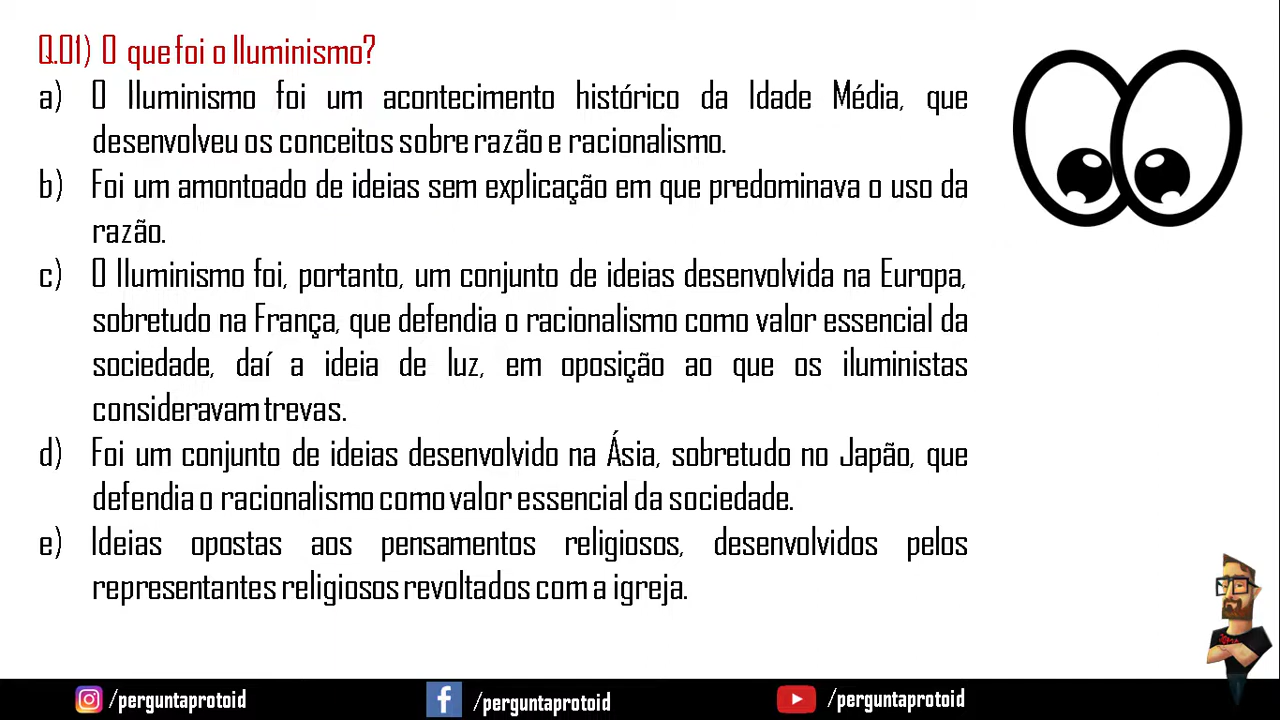 Q.01) O que foi o Iluminismo?
a) O Iluminismo foi um acontecimento histórico da Idade Média, que
desenvolveu os conceitos sobre razão e racionalismo.
b) Foi um amontoado de ideias sem explicação em que predominava o uso da
razão.
c) O Iluminismo foi, portanto, um conjunto de ideias desenvolvida na Europa,
sobretudo na França, que defendia o racionalismo como valor essencial da
sociedade, daí a ideia de luz, em oposição ao que os iluministas
consideravam trevas.
d) Foi um conjunto de ideias desenvolvido na Ásia, sobretudo no Japão, que
defendia o racionalismo como valor essencial da sociedade.
e) Ideias opostas aos pensamentos religiosos, desenvolvidos pelos
representantes religiosos revoltados com a igreja.
/perguntaprotoid /perguntaprotoid /perguntaprotoid